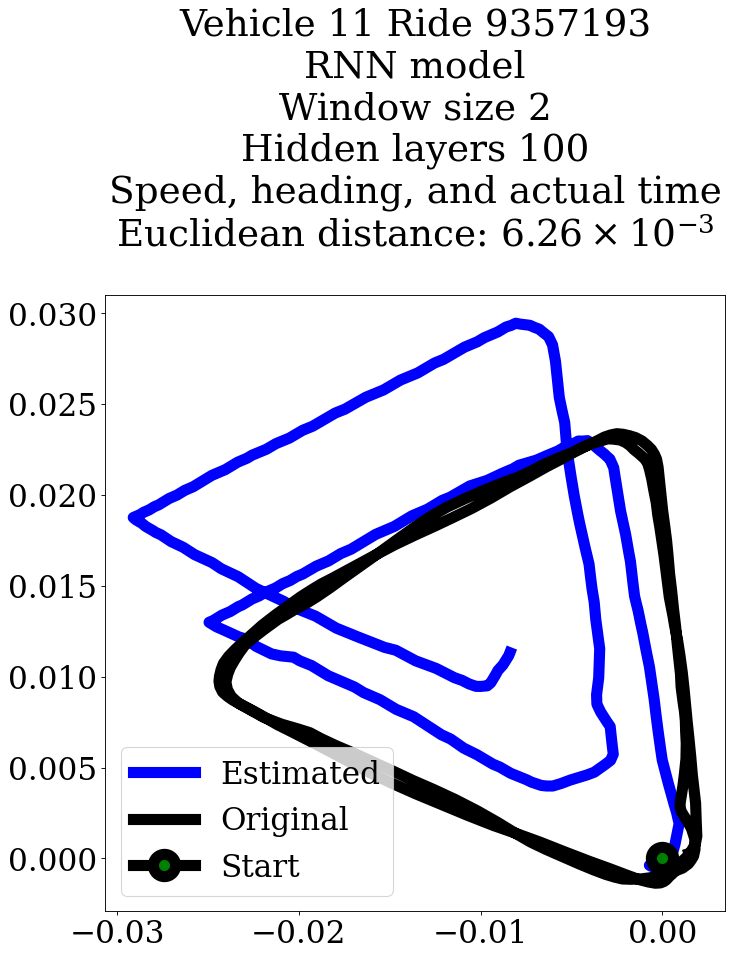 Vehicle 11 Ride 9357193
RNN model
Window size 2
Hidden layers 100
Speed, heading, and actual time
Euclidean distance: 6.26 × 10⁻³
0.030
0.025
0.020
0.015
0.010
0.005
0.000
Estimated
Original
Start
−0.03 −0.02 −0.01 0.00